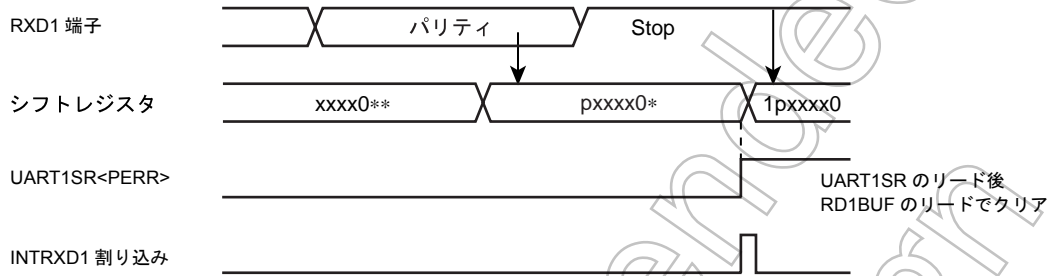 RXD1 端子
パリティ
Stop
シフトレジスタ
xxxx0**
pxxxx0*
1pxxxx0
UART1SR<PERR>
UART1SR のリード後
RD1BUF のリードでクリア
INTRXD1 割り込み